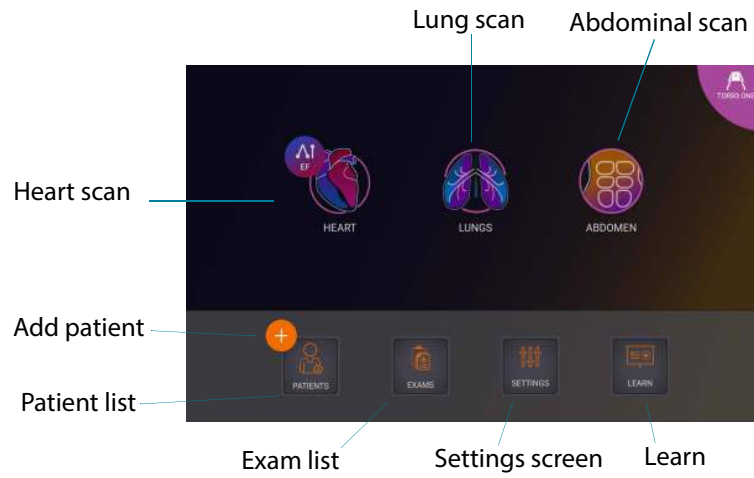 Lung scan
Abdominal scan
TORSO ONE
AI
EF
Heart scan
HEART
LUNGS
ABDOMEN
Add patient
+
PATIENTS
EXAMS
SETTINGS
LEARN
Patient list
Exam list
Settings screen
Learn